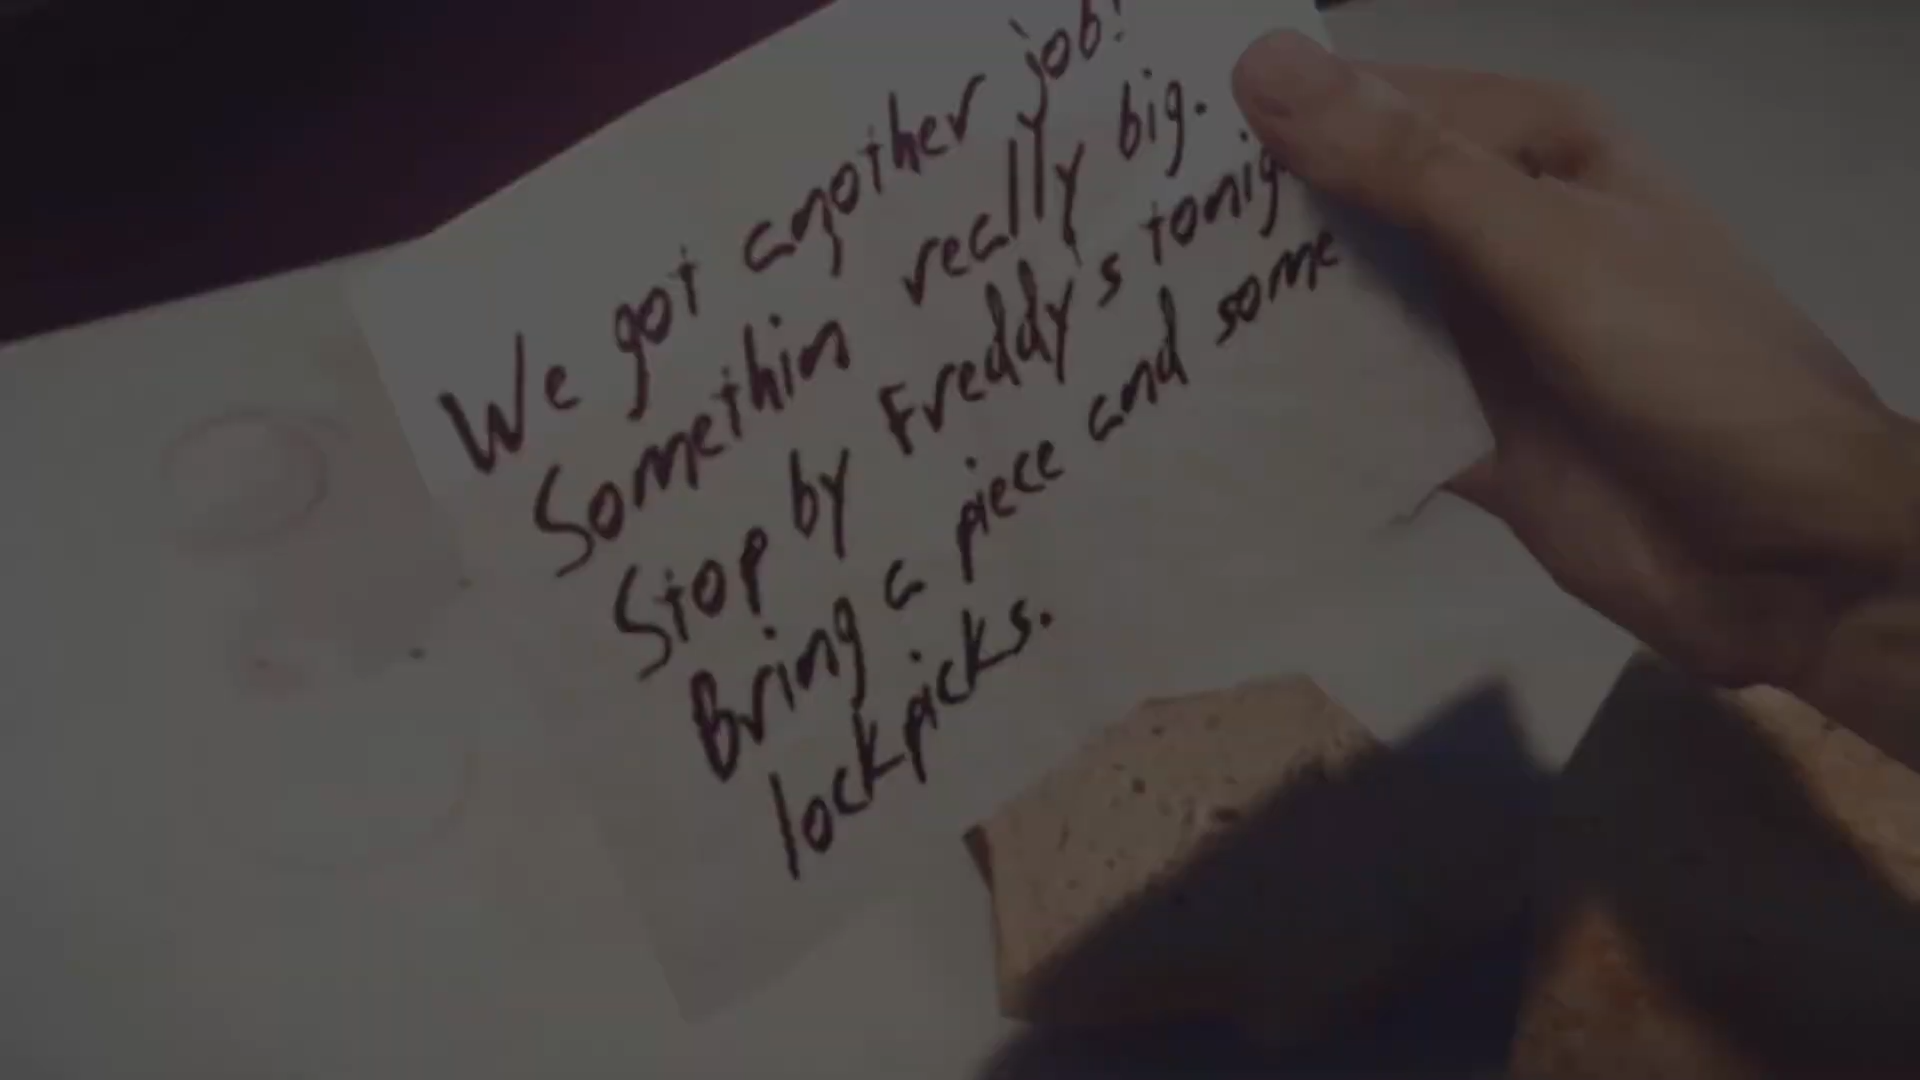 We got another job!
Somethin really big.
Stop by Freddy's
Bring a piece and some
lockpicks.